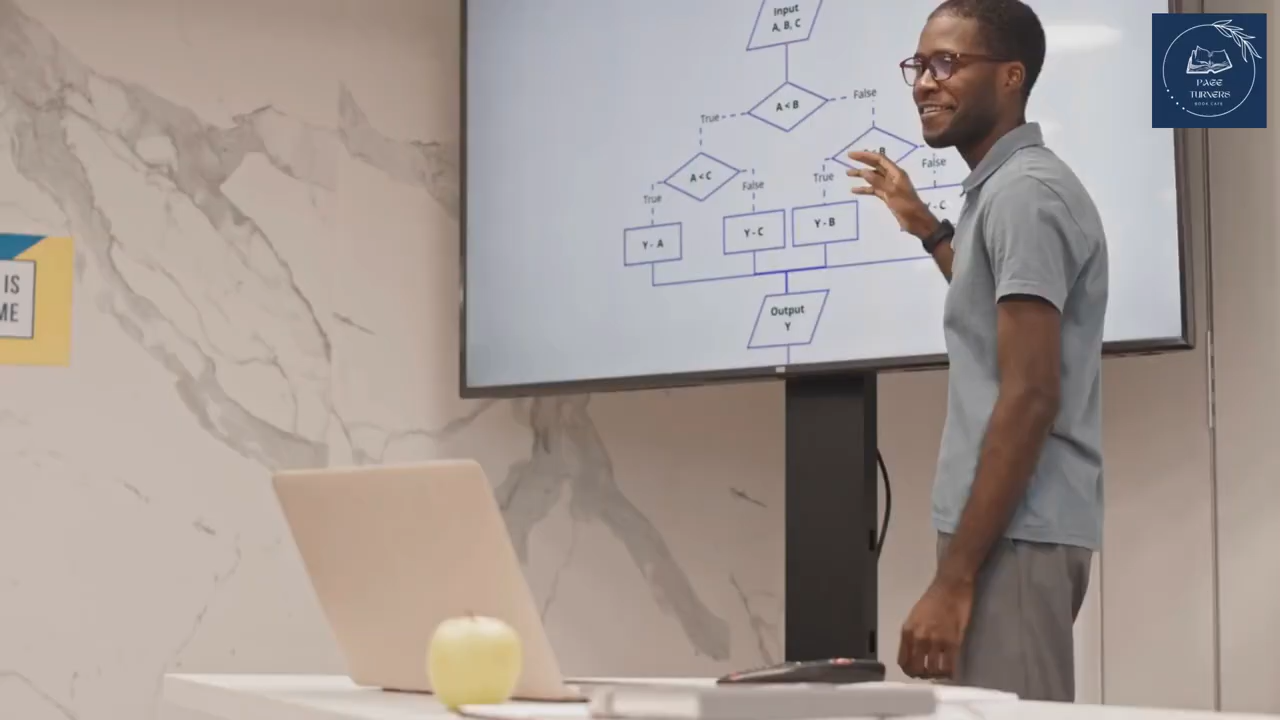 Input
A, B, C
A < B
False
True
A < C
False
True
True
False
Y - A
Y - C
Y - B
- C
Output
Y
IS
ME
PAGE
TURNERS
BOOK CAFE